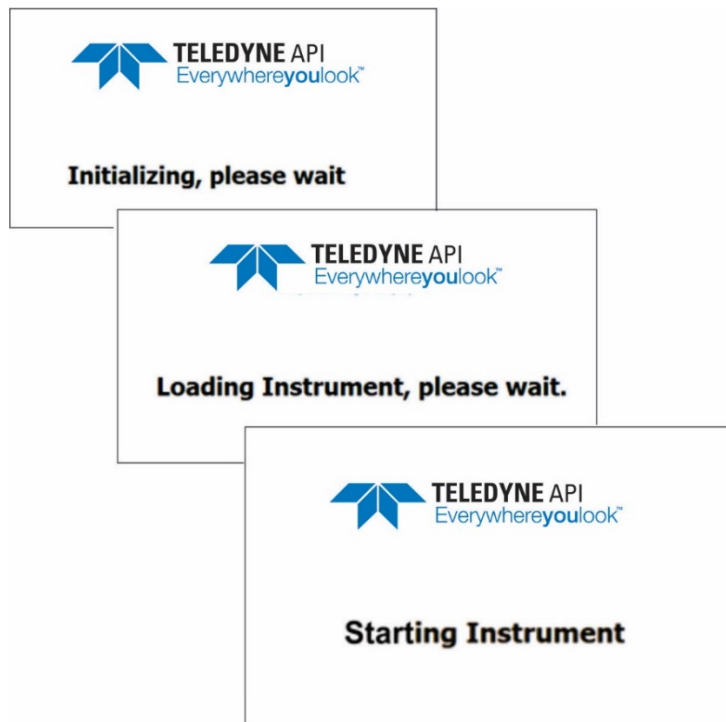 TELEDYNE API
Everywhereyoulook™
Initializing, please wait
TELEDYNE API
Everywhereyoulook™
Loading Instrument, please wait.
TELEDYNE API
Everywhereyoulook™
Starting Instrument